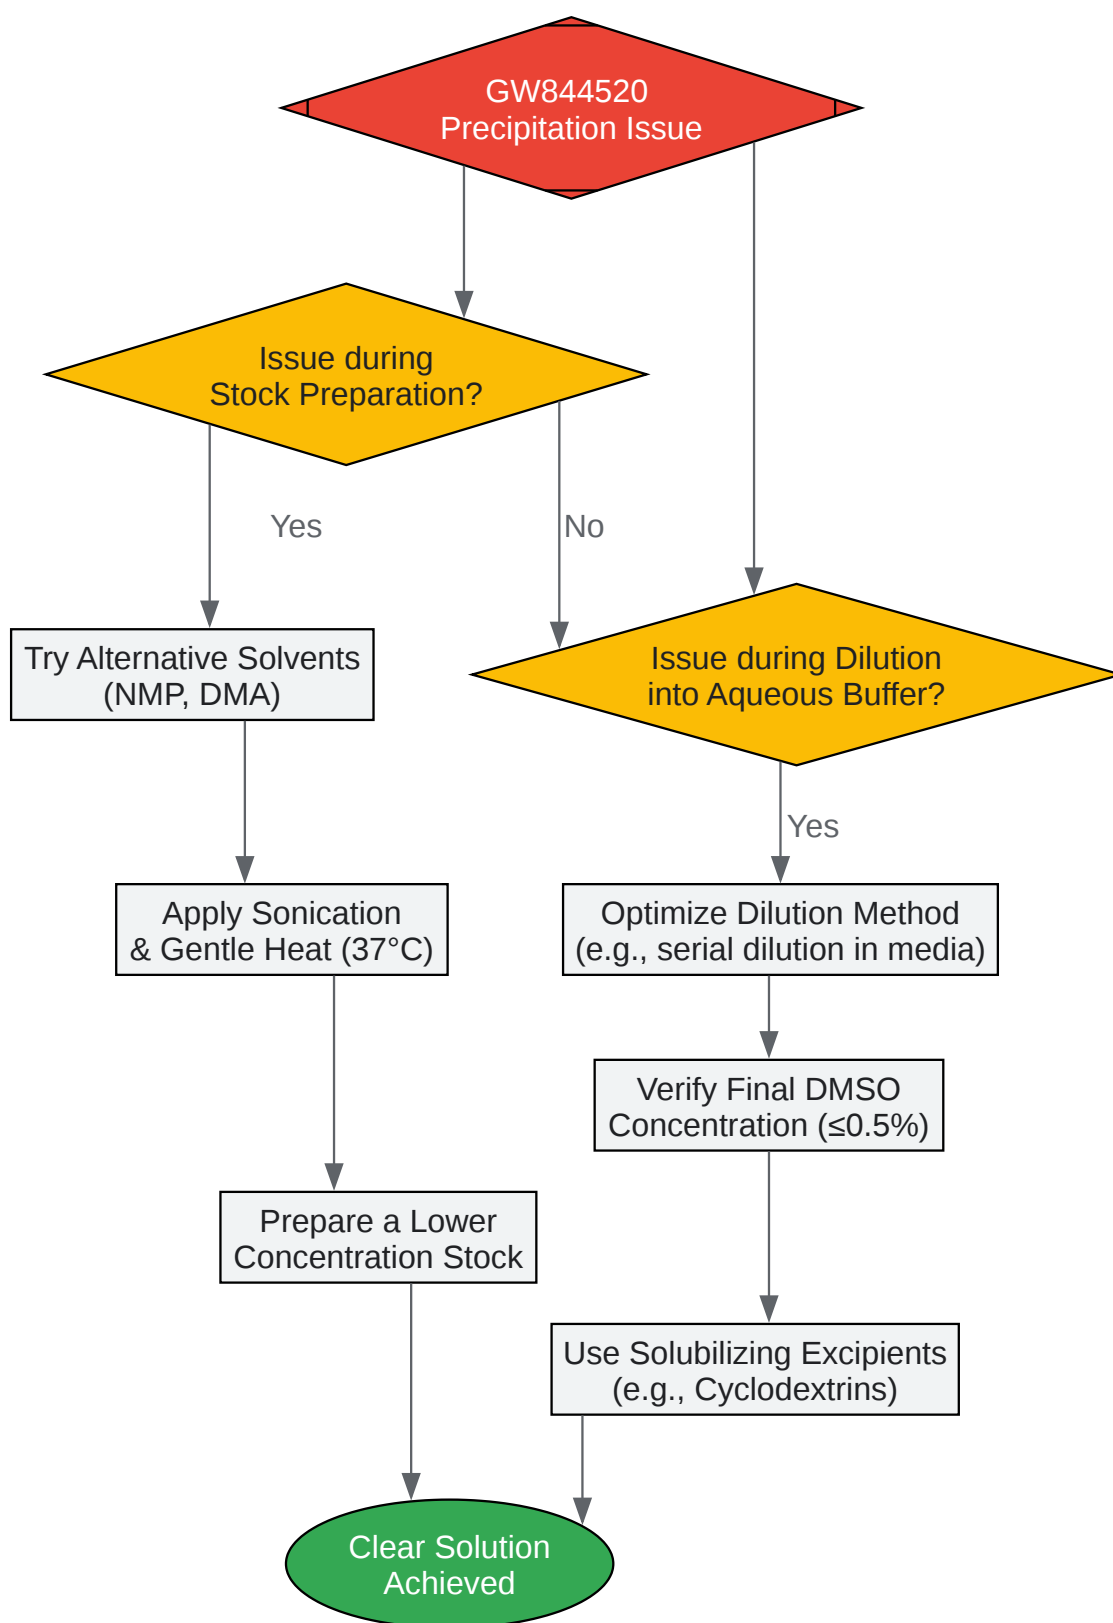 GW844520
Precipitation Issue
Issue during
Stock Preparation?
Yes
No
Try Alternative Solvents
(NMP, DMA)
Issue during Dilution
into Aqueous Buffer?
Yes
Apply Sonication
& Gentle Heat (37°C)
Optimize Dilution Method
(e.g., serial dilution in media)
Verify Final DMSO
Concentration (≤0.5%)
Prepare a Lower
Concentration Stock
Use Solubilizing Excipients
(e.g., Cyclodextrins)
Clear Solution
Achieved